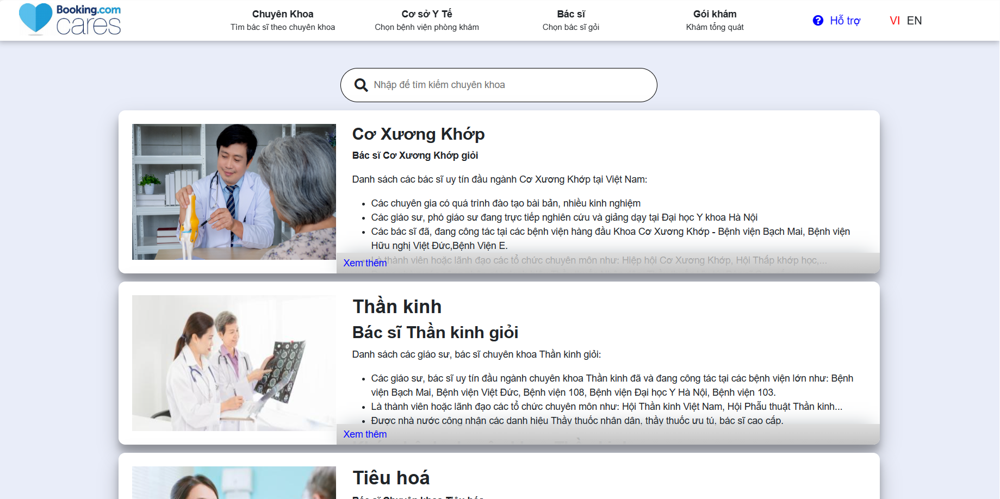 Booking.com
cares
Chuyên Khoa
Tìm bác sĩ theo chuyên khoa
Cơ sở Y Tế
Chọn bệnh viện phòng khám
Bác sĩ
Chọn bác sĩ gỏi
Gói khám
Khám tổng quát
Hỗ trợ
VI EN
Nhập để tìm kiếm chuyên khoa
Cơ Xương Khớp
Bác sĩ Cơ Xương Khớp giỏi
Danh sách các bác sĩ uy tín đầu ngành Cơ Xương Khớp tại Việt Nam:
Các chuyên gia có quá trình đào tạo bài bản, nhiều kinh nghiệm
Các giáo sư, phó giáo sư đang trực tiếp nghiên cứu và giảng dạy tại Đại học Y khoa Hà Nội
Các bác sĩ đã, đang công tác tại các bệnh viện hàng đầu Khoa Cơ Xương Khớp - Bệnh viện Bạch Mai, Bệnh viện
Hữu nghị Việt Đức,Bệnh Viện E.
Là thành viên hoặc lãnh đạo các tổ chức chuyên môn như: Hiệp hội Cơ Xương Khớp, Hội Thấp khớp học,...
Xem thêm
Thần kinh
Bác sĩ Thần kinh giỏi
Danh sách các giáo sư, bác sĩ chuyên khoa Thần kinh giỏi:
Các giáo sư, bác sĩ uy tín đầu ngành chuyên khoa Thần kinh đã và đang công tác tại các bệnh viện lớn như: Bệnh
viện Bạch Mai, Bệnh viện Việt Đức, Bệnh viện 108, Bệnh viện Đại học Y Hà Nội, Bệnh viện 103.
Là thành viên hoặc lãnh đạo các tổ chức chuyên môn như: Hội Thần kinh Việt Nam, Hội Phẫu thuật Thần kinh...
Được nhà nước công nhận các danh hiệu Thầy thuốc nhân dân, thầy thuốc ưu tú, bác sĩ cao cấp.
Xem thêm
Tiêu hoá
Bác sĩ Chuyên khoa Tiêu hóa